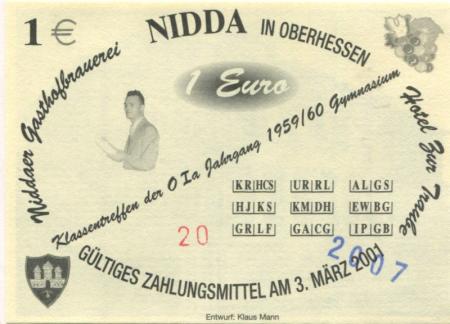 1 €
NIDDA IN OBERHESSEN
Niddaer Gasthofbrauerei
1 Euro
Hotel Zur Traube
Klassentreffen der O Ia Jahrgang 1959/60 Gymnasium
KR|HCS| UR|RL| AL|GS|
HJ|KS| KM|DH| EW|BG|
GR|LF| GA|CG| IP|GB|
20
2007
GÜLTIGES ZAHLUNGSMITTEL AM 3. MÄRZ 2001
Entwurf: Klaus Mann